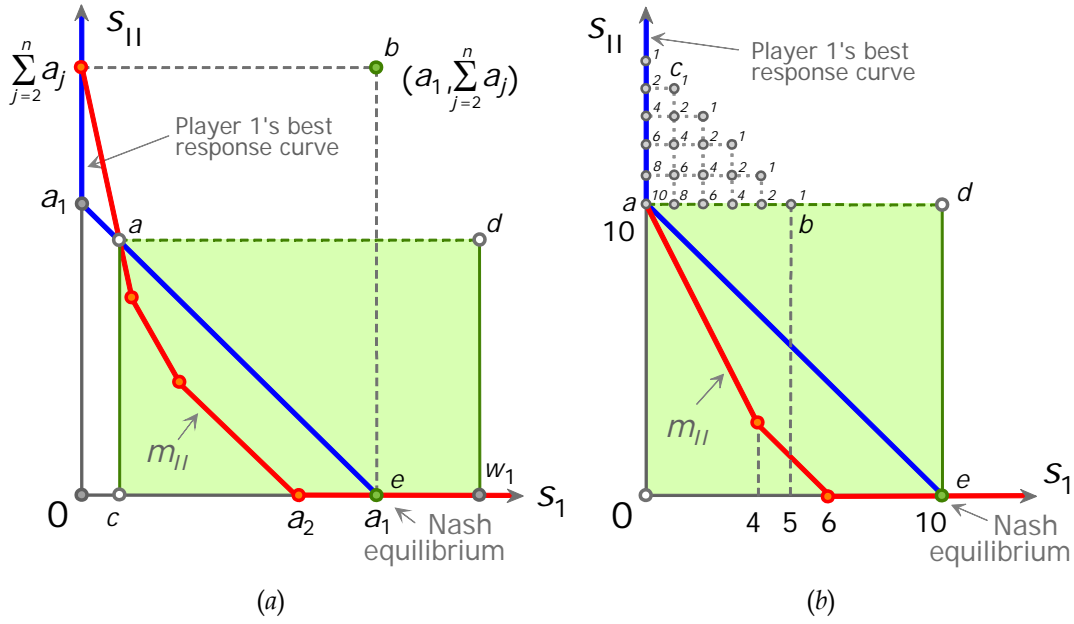 S_II
∑_{j=2}^{n} a_j
b
(a_1, ∑_{j=2}^{n} a_j)
Player 1's best
response curve
a_1
a
d
m_II
e
w_1
0
c
a_2
a_1
S_1
Nash
equilibrium
(a)
S_II
Player 1's best
response curve
1
2 c 1
4 2 1
6 4 2 1
8 6 4 2 1
a 10 8 6 4 2 1 d
10
b
m_II
e
0
4 5 6 10
S_1
Nash
equilibrium
(b)